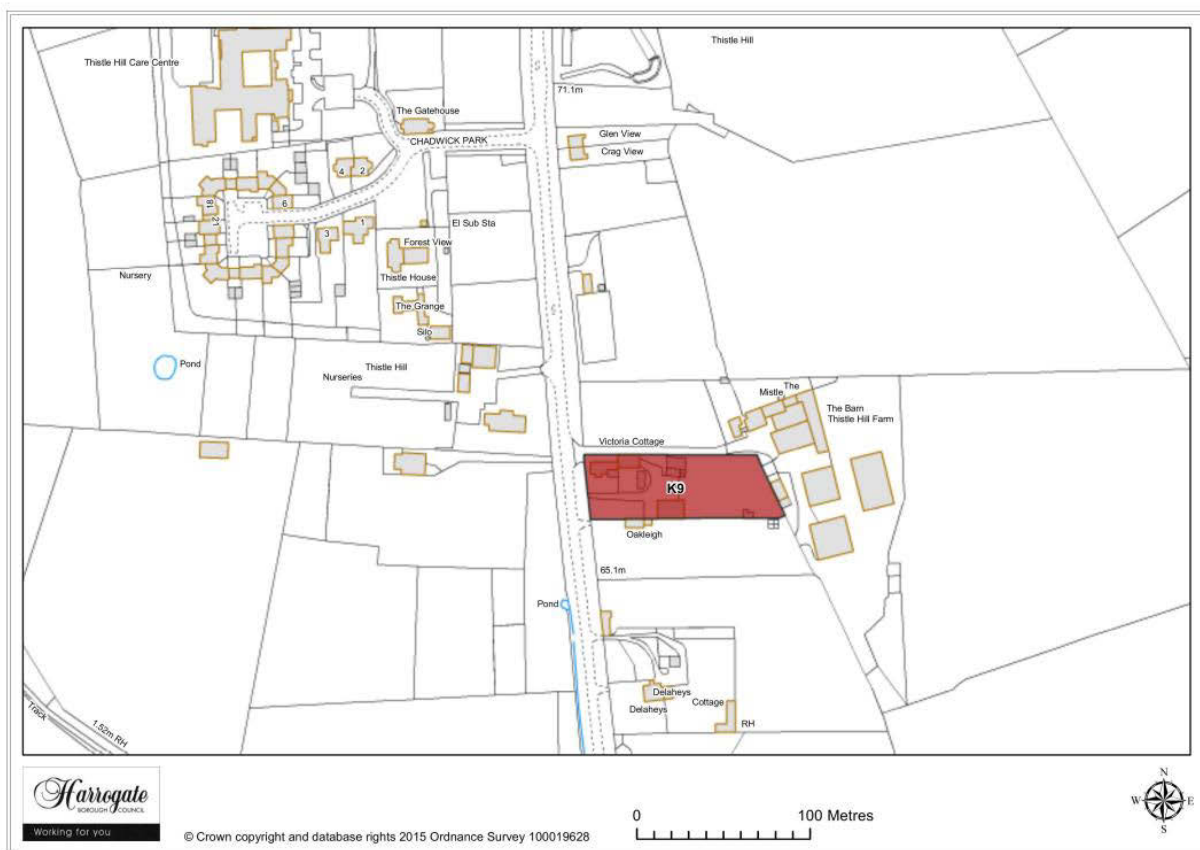 Thistle Hill
Thistle Hill Care Centre
71.1m
The Gatehouse
Glen View
CHADWICK PARK
Crag View
4
2
18
21
6
1
El Sub Sta
3
Forest View
Nursery
Thistle House
The Grange
Silo
Pond
Thistle Hill
Nurseries
The
Mistle
The Barn
Thistle Hill Farm
Victoria Cottage
K9
Oakleigh
65.1m
Pond
Delaheys
Cottage
Delaheys
RH
Track
1.52m RH
Harrogate
BOROUGH COUNCIL
Working for you
© Crown copyright and database rights 2015 Ordnance Survey 100019628
0
100 Metres
N
W
E
S